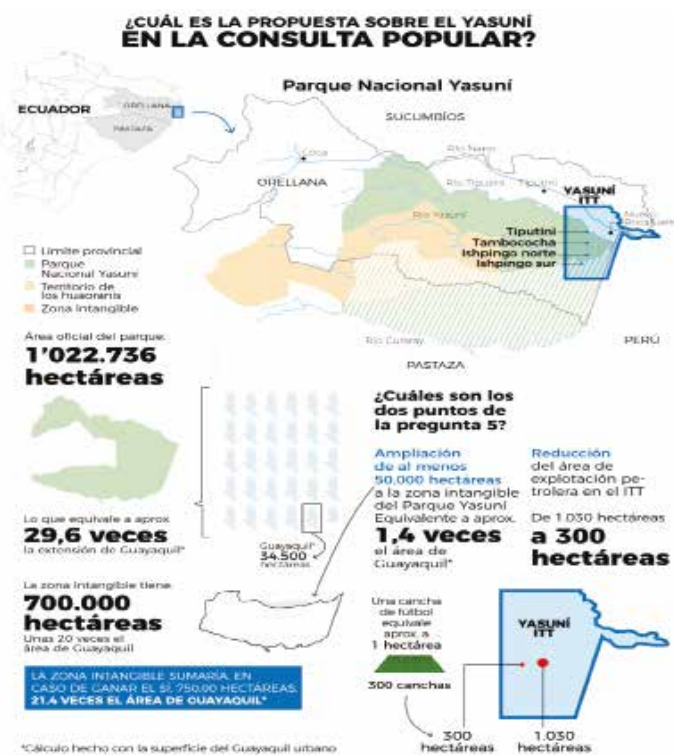 ¿CUÁL ES LA PROPUESTA SOBRE EL YASUNÍ
EN LA CONSULTA POPULAR?
Parque Nacional Yasuní
ECUADOR
ORELLANA
PASTAZA
SUCUMBÍOS
Coca
Río Napo
ORELLANA
Río Tiputini
Tiputini
YASUNÍ
ITT
Río Yasuní
Nuevo
Rocafuerte
Tiputini
Tambococha
Ishpingo norte
Ishpingo sur
Límite provincial
Parque
Nacional Yasuní
Territorio de
los huaoranis
Zona Intangible
Río Curaray
PERÚ
PASTAZA
Área oficial del parque:
1'022.736
hectáreas
Lo que equivale a aprox.
29,6 veces
la extensión de Guayaquil*
Guayaquil*
34.500
hectáreas
La zona intangible tiene
700.000
hectáreas
Unas 20 veces el
área de Guayaquil
LA ZONA INTANGIBLE SUMARÍA, EN
CASO DE GANAR EL SÍ, 750.00 HECTÁREAS,
21.4 VECES EL ÁREA DE GUAYAQUIL*
¿Cuáles son los
dos puntos de
la pregunta 5?
Ampliación
de al menos
50.000 hectáreas
a la zona intangible
del Parque Yasuní
Equivalente a aprox.
1,4 veces
el área de
Guayaquil*
Reducción
del área de
explotación pe-
trolera en el ITT
De 1.030 hectáreas
a 300
hectáreas
Una cancha
de fútbol
equivale
aprox. a
1 hectárea
300 canchas
YASUNÍ
ITT
300
hectáreas
1.030
hectáreas
*Cálculo hecho con la superficie del Guayaquil urbano